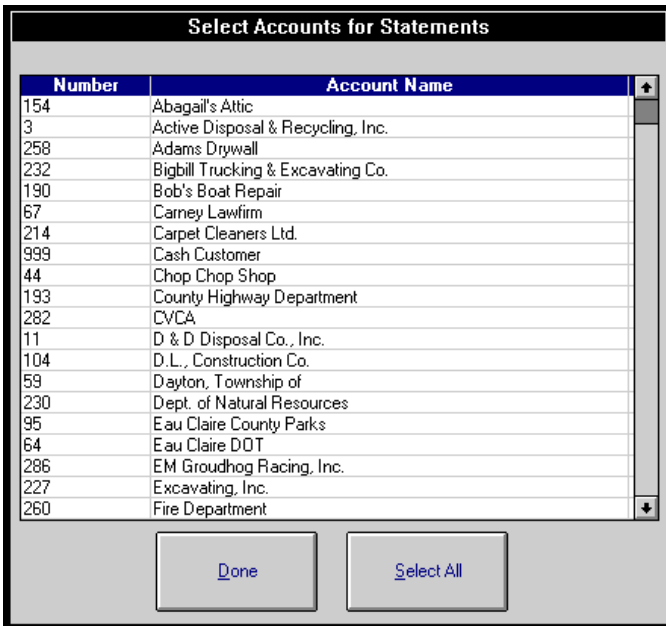 Select Accounts for Statements
Number Account Name
154 Abagail's Attic
3 Active Disposal & Recycling, Inc.
258 Adams Drywall
232 Bigbill Trucking & Excavating Co.
190 Bob's Boat Repair
67 Carney Lawfirm
214 Carpet Cleaners Ltd.
999 Cash Customer
44 Chop Chop Shop
193 County Highway Department
282 CVCA
11 D & D Disposal Co., Inc.
104 D.L., Construction Co.
59 Dayton, Township of
230 Dept. of Natural Resources
95 Eau Claire County Parks
64 Eau Claire DOT
286 EM Groudhog Racing, Inc.
227 Excavating, Inc.
260 Fire Department
Done Select All